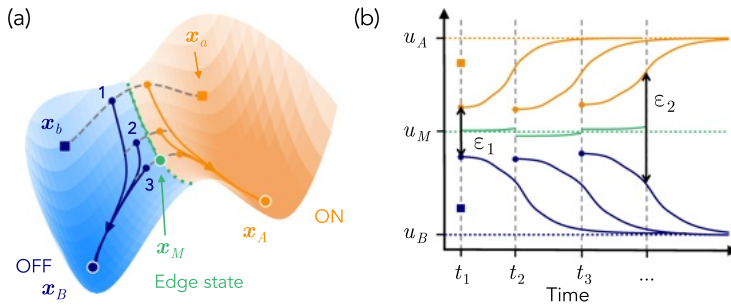 (a)
x_a
1
x_b
2
3
x_A
ON
x_M
OFF
x_B
Edge state
(b)
u_A
ε_2
u_M
ε_1
u_B
t_1
t_2
t_3
...
Time